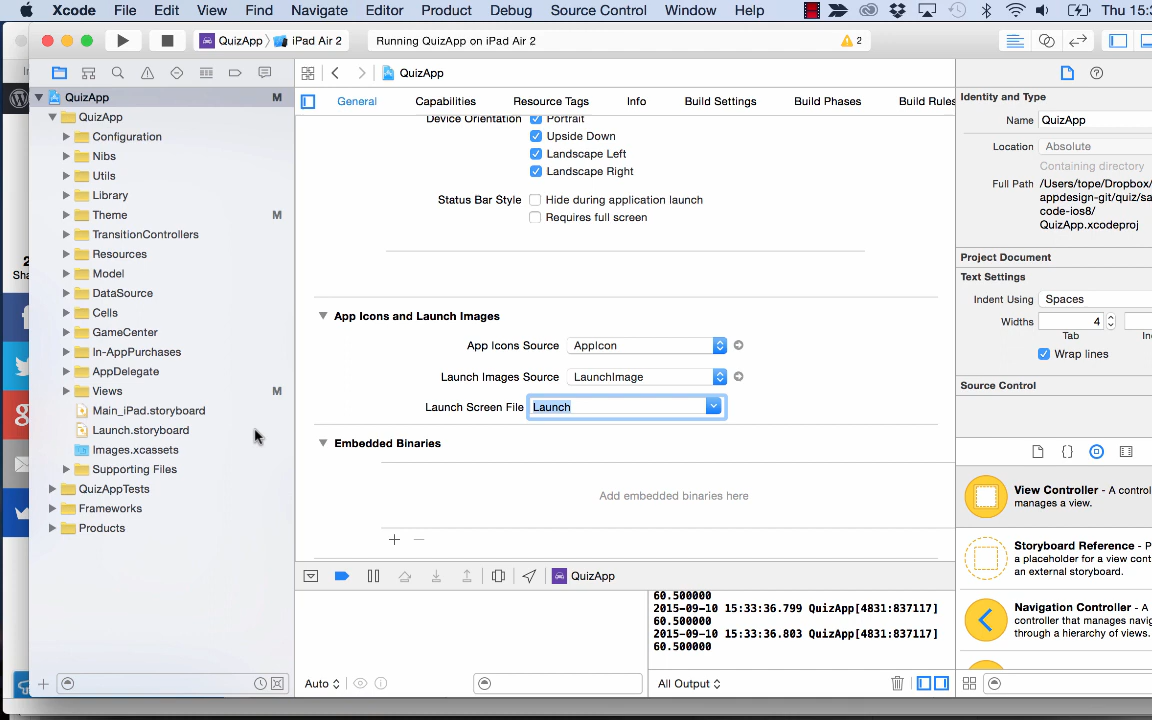 Xcode File Edit View Find Navigate Editor Product Debug Source Control Window Help Thu 15:3
QuizApp iPad Air 2 Running QuizApp on iPad Air 2 2
QuizApp
QuizApp M
QuizApp
Configuration
Nibs
Utils
Library
Theme M
TransitionControllers
Resources
Model
DataSource
Cells
GameCenter
In-AppPurchases
AppDelegate
Views M
Main_iPad.storyboard
Launch.storyboard
Images.xcassets
Supporting Files
QuizAppTests
Frameworks
Products
2
Sha
General Capabilities Resource Tags Info Build Settings Build Phases Build Rules
Device Orientation Portrait
Upside Down
Landscape Left
Landscape Right
Status Bar Style Hide during application launch
Requires full screen
App Icons and Launch Images
App Icons Source AppIcon
Launch Images Source LaunchImage
Launch Screen File Launch
Embedded Binaries
Add embedded binaries here
QuizApp
60.500000
2015-09-10 15:33:36.799 QuizApp[4831:837117]
60.500000
2015-09-10 15:33:36.803 QuizApp[4831:837117]
60.500000
Auto All Output
Identity and Type
Name QuizApp
Location Absolute
Containing directory
Full Path /Users/tope/Dropbox/
appdesign-git/quiz/sa
code-ios8/
QuizApp.xcodeproj
Project Document
Text Settings
Indent Using Spaces
Widths 4
Tab In
Wrap lines
Source Control
View Controller - A contro
manages a view.
Storyboard Reference - P
a placeholder for a view cont
an external storyboard.
Navigation Controller - A
controller that manages navi
through a hierarchy of views.